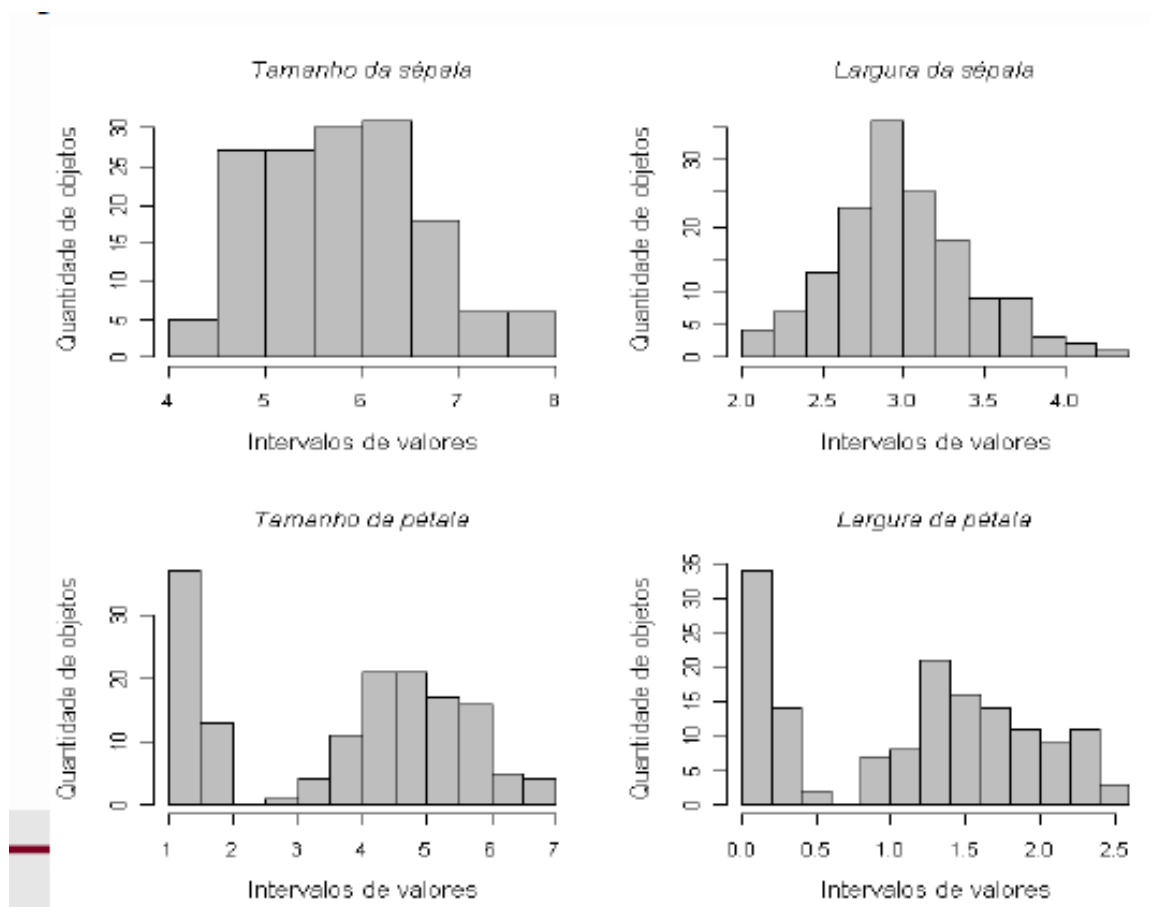 Tamanho da sépala
Quantidade de objetos
0 5 10 15 20 25 30
4 5 6 7 8
Intervalos de valores
Largura da sépala
Quantidade de objetos
0 5 10 20 30
2.0 2.5 3.0 3.5 4.0
Intervalos de valores
Tamanho da pétala
Quantidade de objetos
0 10 20 30
1 2 3 4 5 6 7
Intervalos de valores
Largura da pétala
Quantidade de objetos
0 5 10 15 20 25 30 35
0.0 0.5 1.0 1.5 2.0 2.5
Intervalos de valores